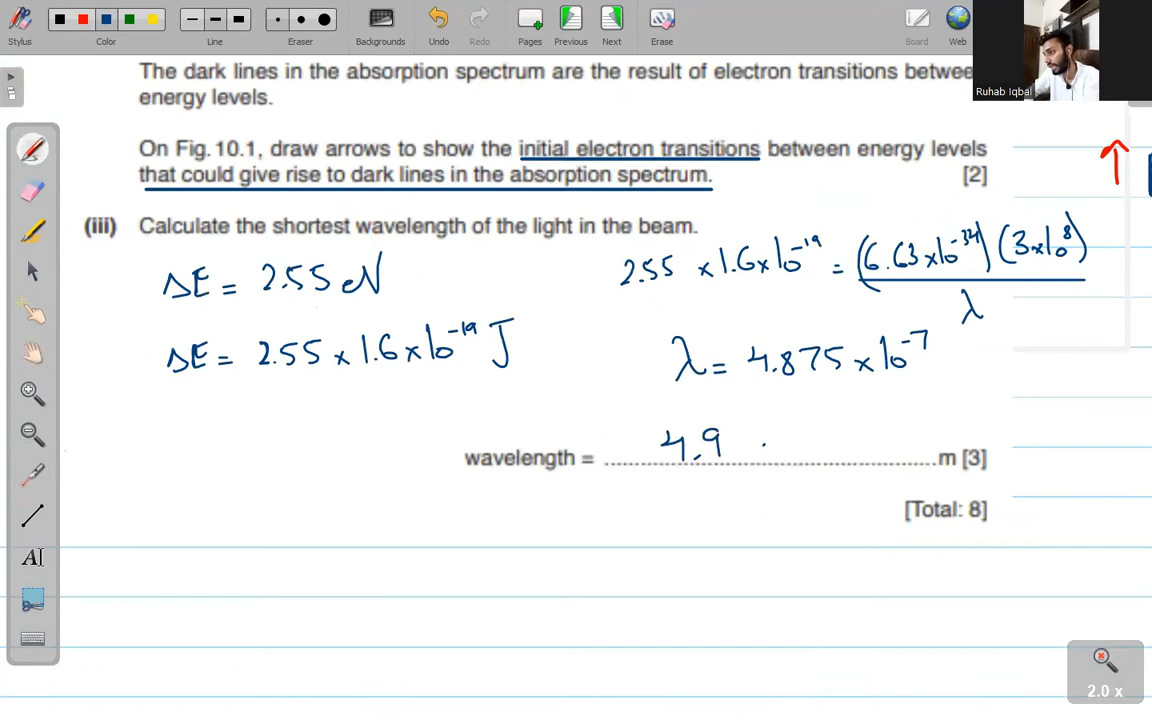 Stylus
Color
Line
Eraser
Backgrounds
Undo
Redo
Pages
Previous
Next
Erase
Board
Web
Ruhab Iqbal
The dark lines in the absorption spectrum are the result of electron transitions between
energy levels.
On Fig. 10.1, draw arrows to show the initial electron transitions between energy levels
that could give rise to dark lines in the absorption spectrum. [2]
(iii) Calculate the shortest wavelength of the light in the beam.
ΔE = 2.55 eV
ΔE = 2.55 × 1.6 × 10⁻¹⁹ J
2.55 × 1.6 × 10⁻¹⁹ = (6.63 × 10⁻³⁴) (3 × 10⁸) / λ
λ = 4.875 × 10⁻⁷
wavelength = 4.9 m [3]
[Total: 8]
A
2.0 x